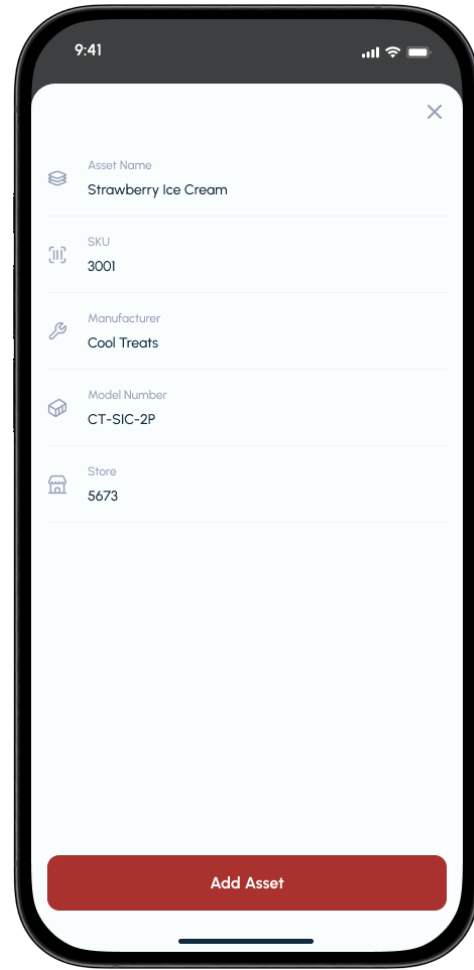 9:41
Asset Name
Strawberry Ice Cream
SKU
3001
Manufacturer
Cool Treats
Model Number
CT-SIC-2P
Store
5673
Add Asset